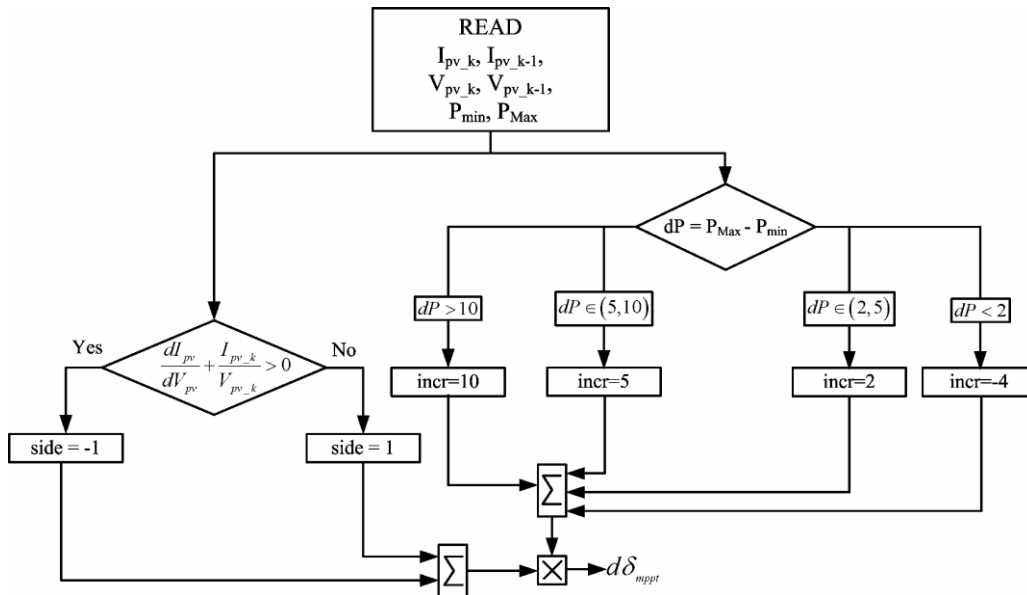 READ
I_pv_k, I_pv_k-1,
V_pv_k, V_pv_k-1,
P_min, P_Max
dP = P_Max - P_min
dP > 10
dP ∈ (5,10)
dP ∈ (2,5)
dP < 2
incr=10
incr=5
incr=2
incr=-4
Yes
dI_pv/dV_pv + I_pv_k/V_pv_k > 0
No
side = -1
side = 1
Σ
Σ
×
dδ_mppt